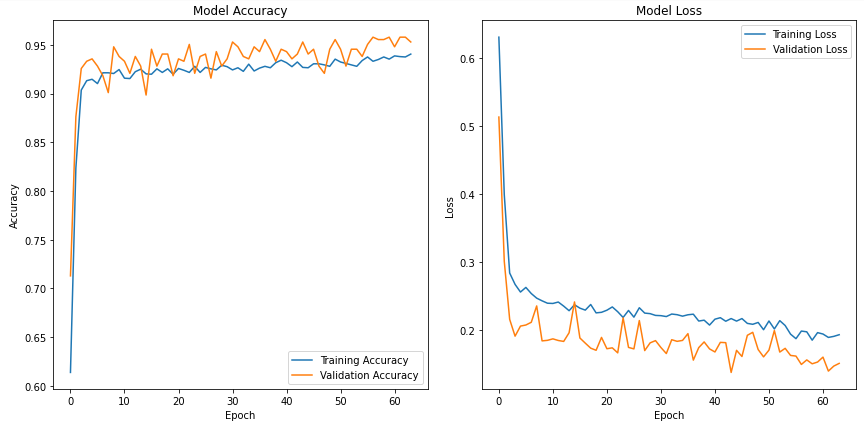 Model Accuracy
0.95
0.90
0.85
0.80
0.75
0.70
0.65
0.60
Accuracy
0
10
20
30
40
50
60
Epoch
Training Accuracy
Validation Accuracy
Model Loss
0.6
0.5
0.4
0.3
0.2
Loss
0
10
20
30
40
50
60
Epoch
Training Loss
Validation Loss